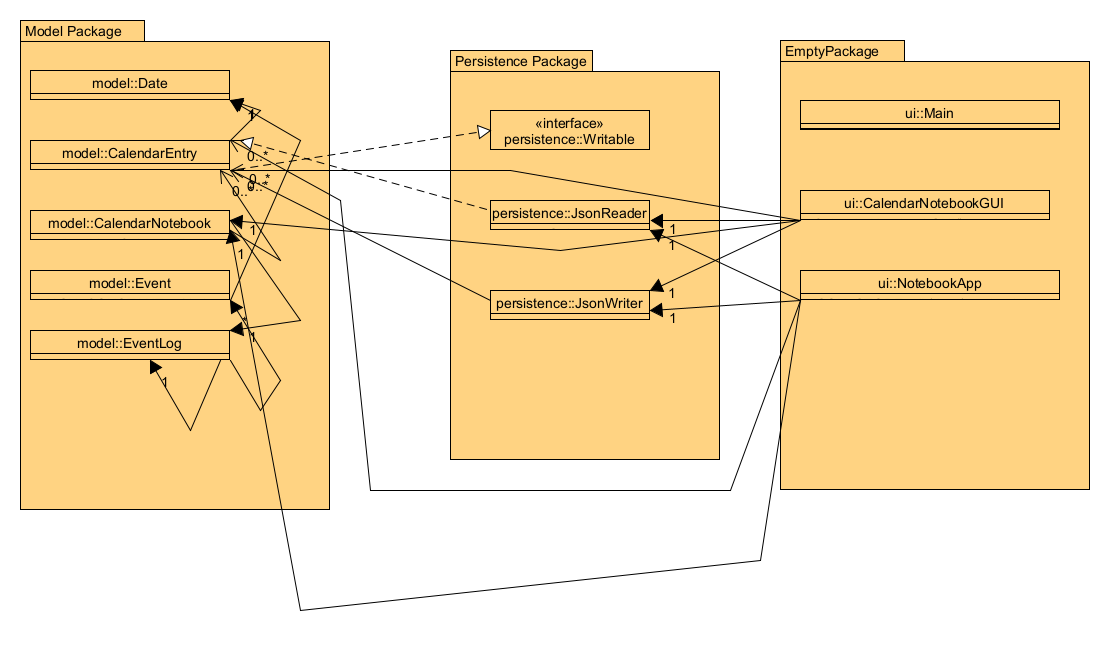 Model Package
model::Date
1
model::CalendarEntry
0..*
0..*
0..*
0..*
model::CalendarNotebook
1
1
model::Event
*
1
model::EventLog
1
Persistence Package
«interface»
persistence::Writable
persistence::JsonReader
1
1
persistence::JsonWriter
1
1
EmptyPackage
ui::Main
ui::CalendarNotebookGUI
ui::NotebookApp